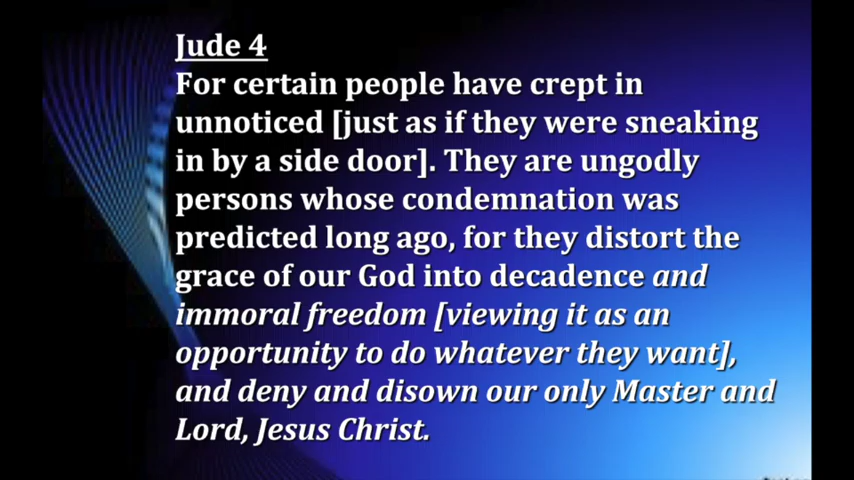 Jude 4
For certain people have crept in
unnoticed [just as if they were sneaking
in by a side door]. They are ungodly
persons whose condemnation was
predicted long ago, for they distort the
grace of our God into decadence and
immoral freedom [viewing it as an
opportunity to do whatever they want],
and deny and disown our only Master and
Lord, Jesus Christ.